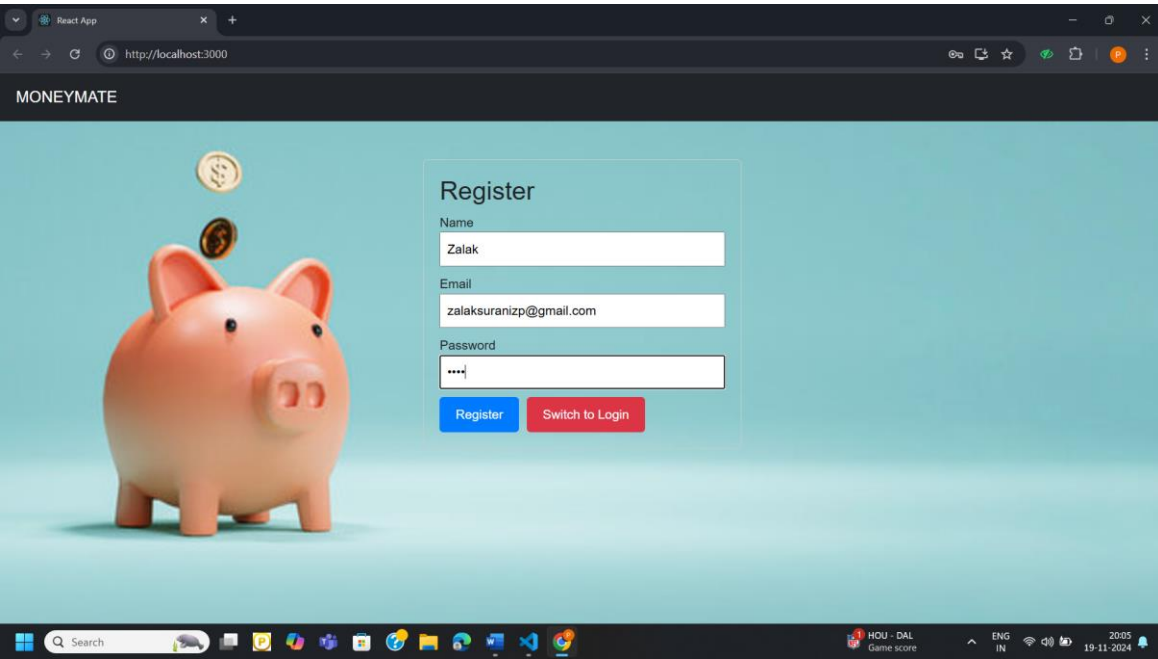 React App
http://localhost:3000
P
MONEYMATE
Register
Name
Zalak
Email
zalaksuranizp@gmail.com
Password
••••
Register Switch to Login
Search
1 HOU - DAL
Game score
ENG
IN
20:05
19-11-2024